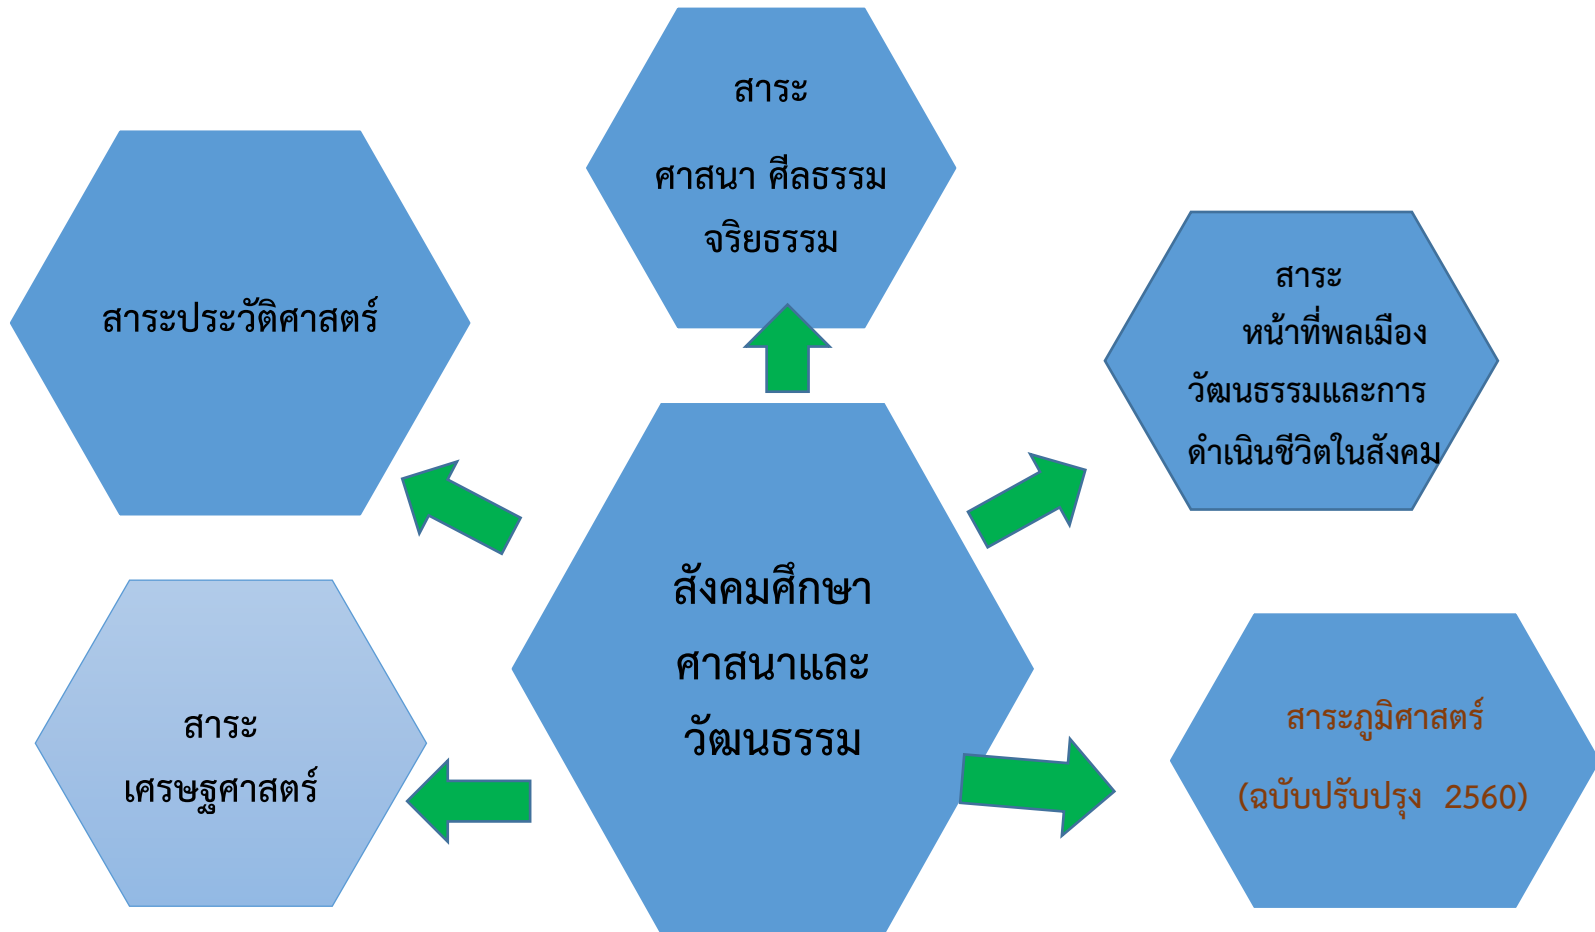 สาระ
ศาสนา ศีลธรรม
จริยธรรม
สาระประวัติศาสตร์
สาระ
หน้าที่พลเมือง
วัฒนธรรมและการ
ดำเนินชีวิตในสังคม
สังคมศึกษา
ศาสนาและ
วัฒนธรรม
สาระ
เศรษฐศาสตร์
สาระภูมิศาสตร์
(ฉบับปรับปรุง 2560)